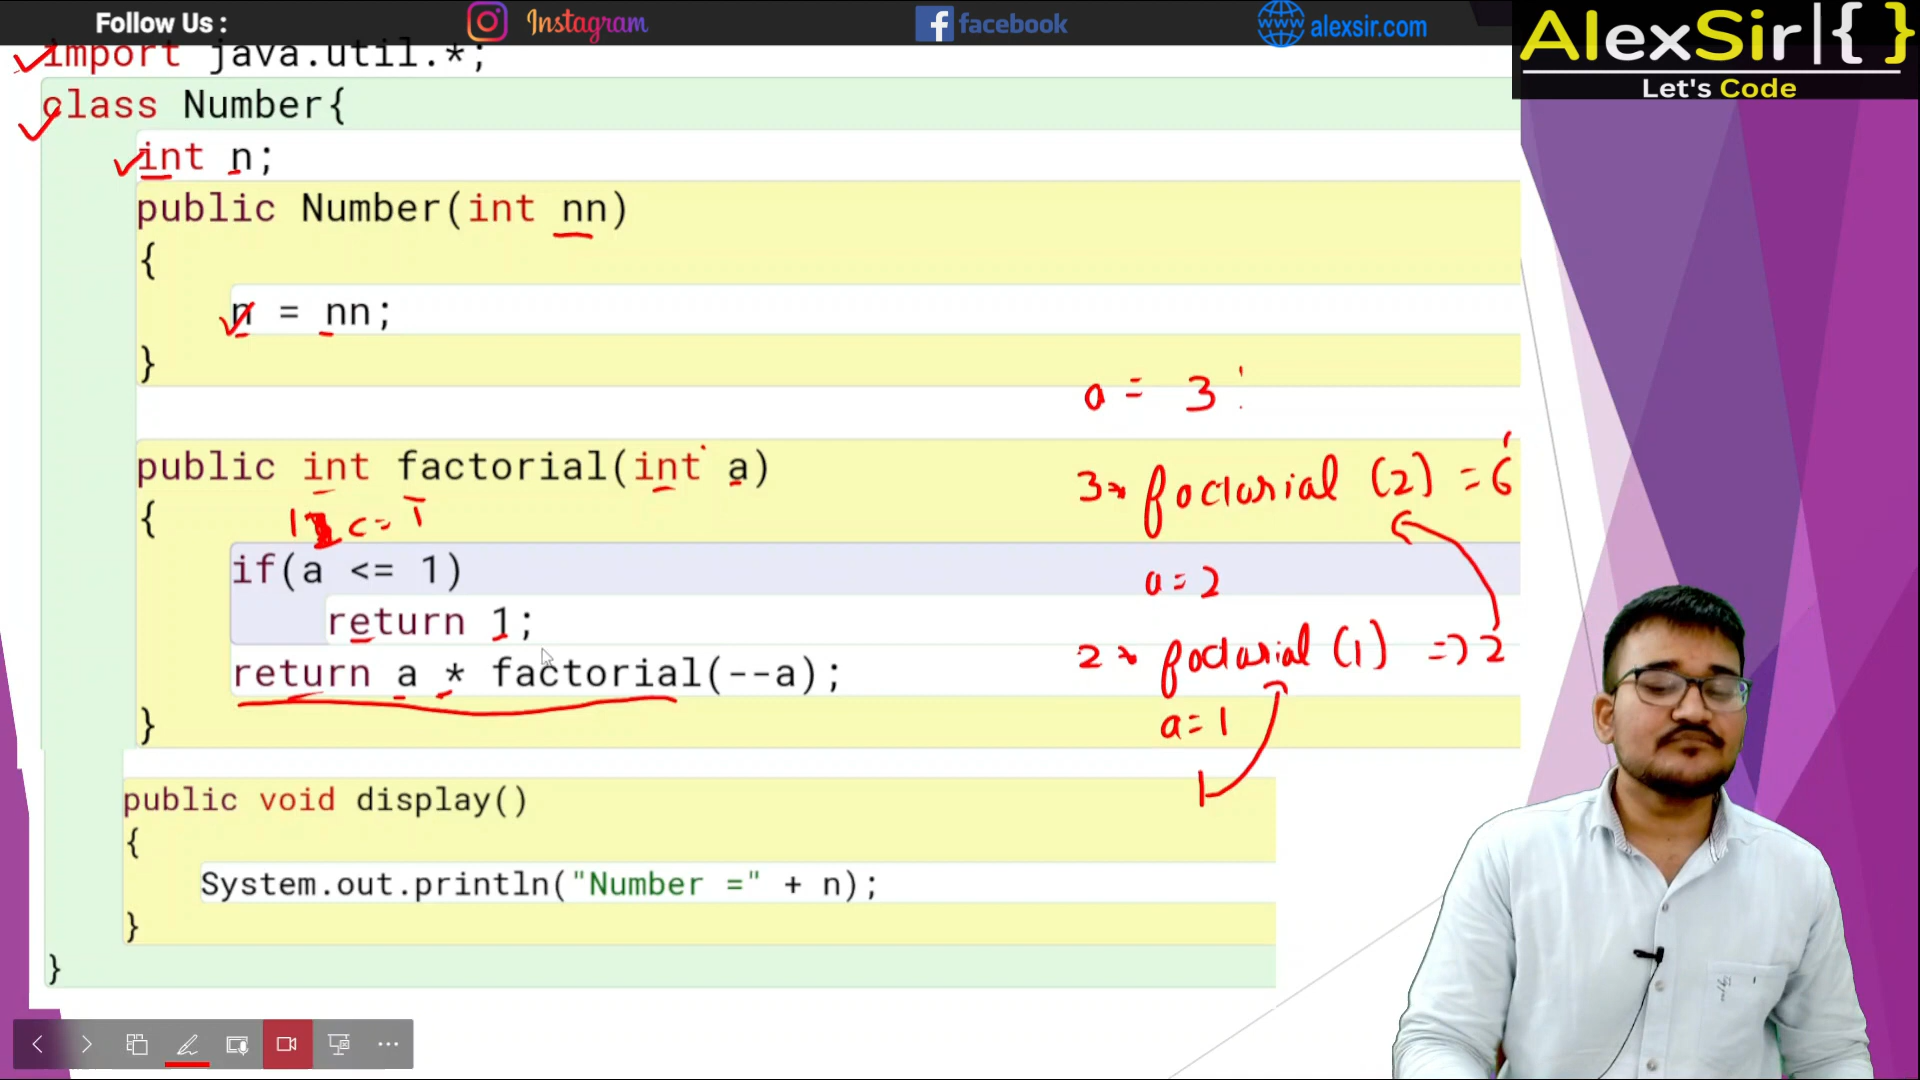 Follow Us :
Instagram
facebook
www alexsir.com
AlexSir|{ }
Let's Code
import java.util.*;
class Number{
int n;
public Number(int nn)
{
n = nn;
}
a = 3 !
public int factorial(int a)
3* factorial (2) = 6
{
if(a <= 1)
a = 2
return 1;
2 * factorial (1) => 2
return a * factorial(--a);
a = 1
}
1
public void display()
{
System.out.println("Number =" + n);
}
}